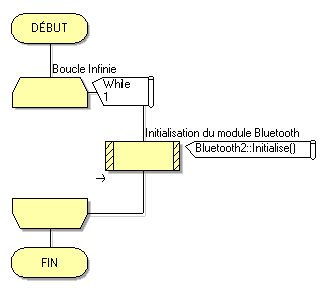 DÉBUT
Boucle Infinie
While
1
Initialisation du module Bluetooth
Bluetooth2::Initialise()
FIN